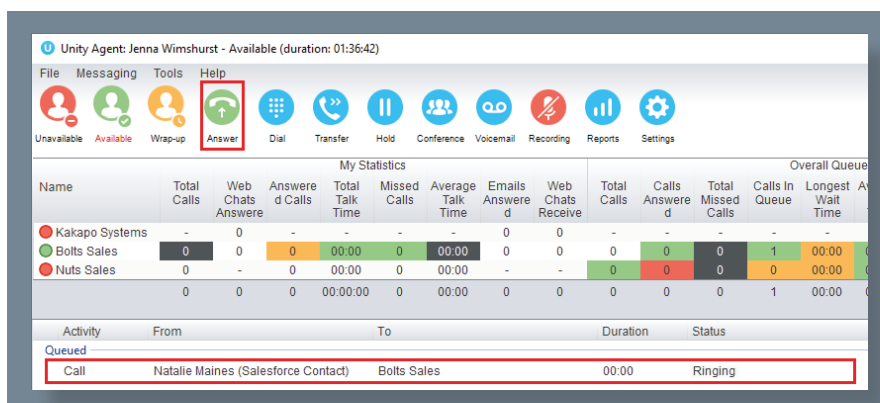 Unity Agent: Jenna Wimshurst - Available (duration: 01:36:42)
File Messaging Tools Help
Unavailable Available Wrap-up Answer Dial Transfer Hold Conference Voicemail Recording Reports Settings
My Statistics Overall Queue
Name Total Calls Web Chats Answere Answere d Calls Total Talk Time Missed Calls Average Talk Time Emails Answere d Web Chats Receive Total Calls Calls Answere d Total Missed Calls Calls In Queue Longest Wait Time
Kakapo Systems - 0 - - - - 0 0 - - - - -
Bolts Sales 0 0 0 00:00 0 00:00 0 0 0 0 0 1 00:00
Nuts Sales 0 - 0 00:00 0 00:00 - - 0 0 0 0 00:00
0 0 0 00:00:00 0 00:00 0 0 0 0 0 1 00:00
Activity From To Duration Status
Queued
Call Natalie Maines (Salesforce Contact) Bolts Sales 00:00 Ringing